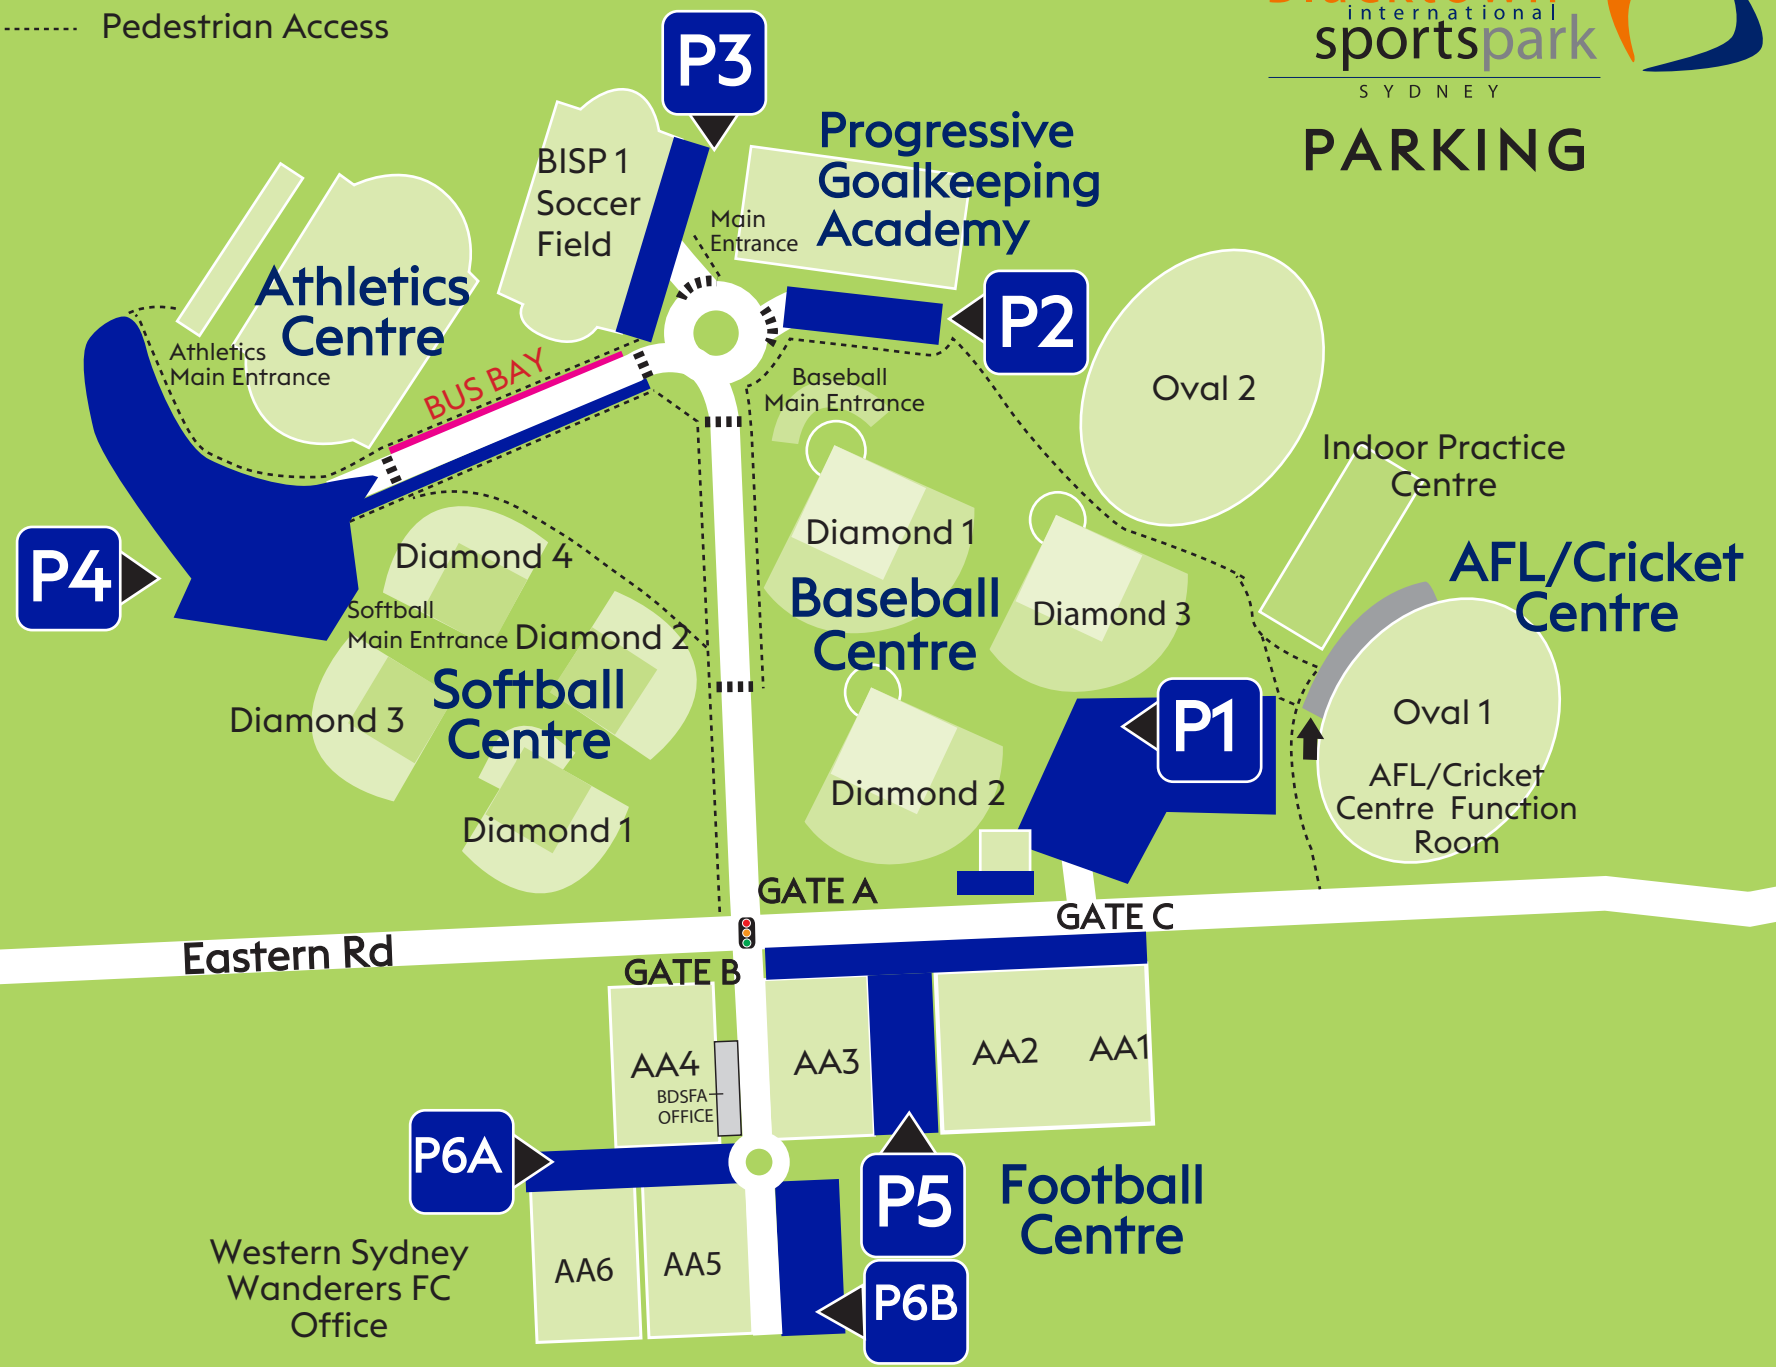 Pedestrian Access
international
sportspark
SYDNEY
PARKING
P3
Progressive
Goalkeeping
Academy
BISP 1
Soccer
Field
Main
Entrance
Athletics
Centre
Athletics
Main Entrance
BUS BAY
P2
Baseball
Main Entrance
Oval 2
Indoor Practice
Centre
AFL/Cricket
Centre
P4
Diamond 4
Softball
Main Entrance
Diamond 2
Softball
Centre
Diamond 3
Diamond 1
Diamond 1
Baseball
Centre
Diamond 3
Diamond 2
P1
Oval 1
AFL/Cricket
Centre Function
Room
GATE A
GATE C
Eastern Rd
GATE B
AA4
BDSFA
OFFICE
AA3
AA2
AA1
P6A
P5
Football
Centre
Western Sydney
Wanderers FC
Office
AA6
AA5
P6B